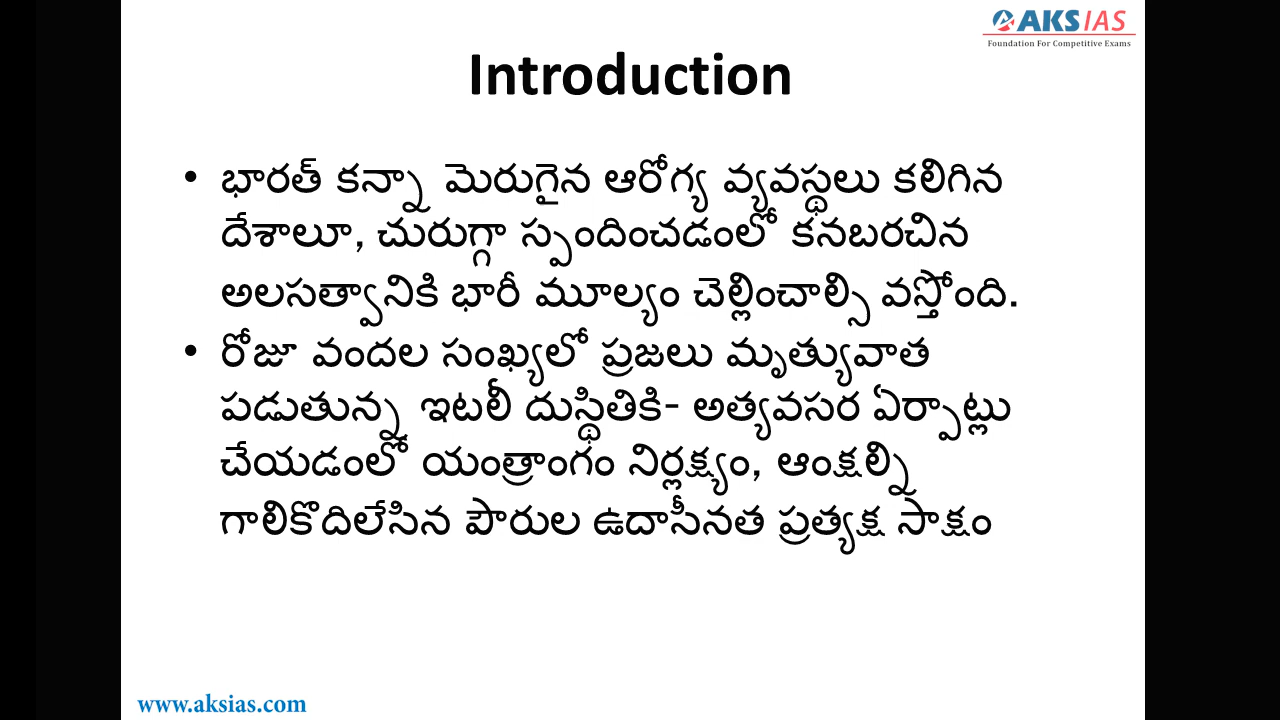 AKS IAS
Foundation For Competitive Exams
Introduction
• భారత్ కన్నా మెరుగైన ఆరోగ్య వ్యవస్థలు కలిగిన
దేశాలూ, చురుగ్గా స్పందించడంలో కనబరచిన
అలసత్వానికి భారీ మూల్యం చెల్లించాల్సి వస్తోంది.
• రోజూ వందల సంఖ్యలో ప్రజలు మృత్యువాత
పడుతున్న ఇటలీ దుస్థితికి- అత్యవసర ఏర్పాట్లు
చేయడంలో యంత్రాంగం నిర్లక్ష్యం, ఆంక్షల్ని
గాలికొదిలేసిన పౌరుల ఉదాసీనత ప్రత్యక్ష సాక్షం
www.aksias.com